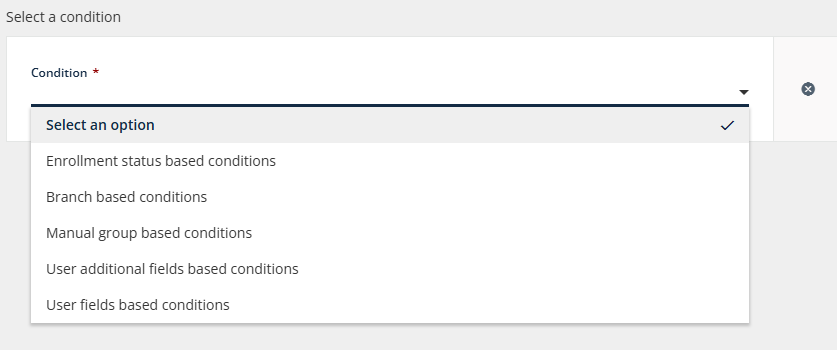 Select a condition
Condition *
Select an option
Enrollment status based conditions
Branch based conditions
Manual group based conditions
User additional fields based conditions
User fields based conditions